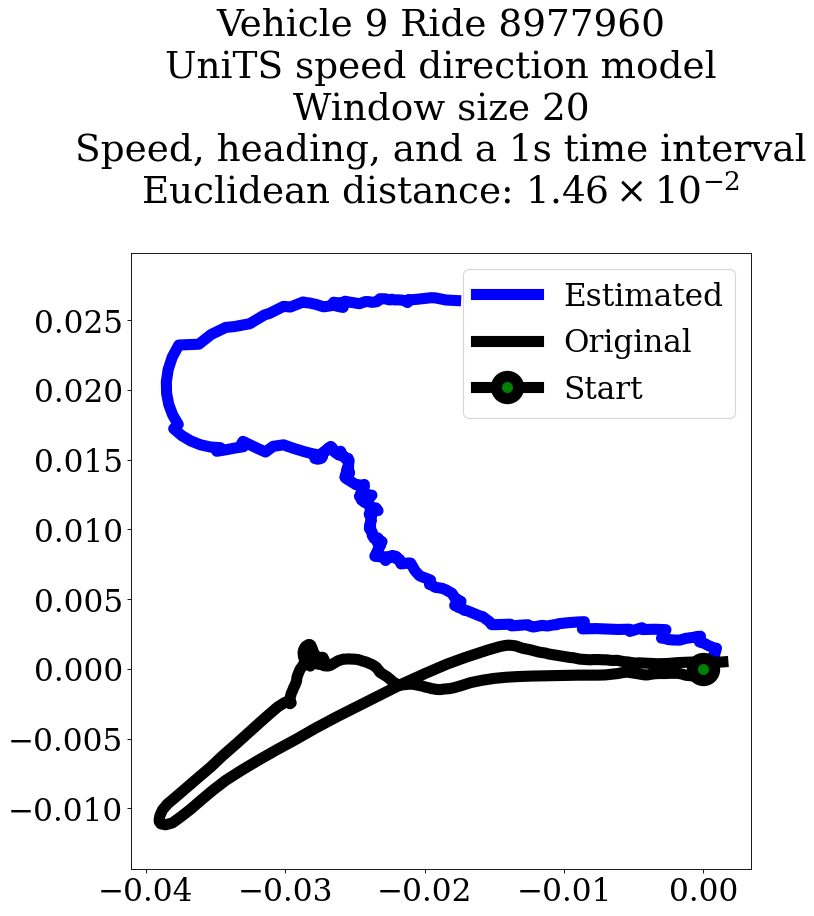 Vehicle 9 Ride 8977960
UniTS speed direction model
Window size 20
Speed, heading, and a 1s time interval
Euclidean distance: 1.46 × 10⁻²
Estimated
Original
Start
0.025
0.020
0.015
0.010
0.005
0.000
−0.005
−0.010
−0.04 −0.03 −0.02 −0.01 0.00